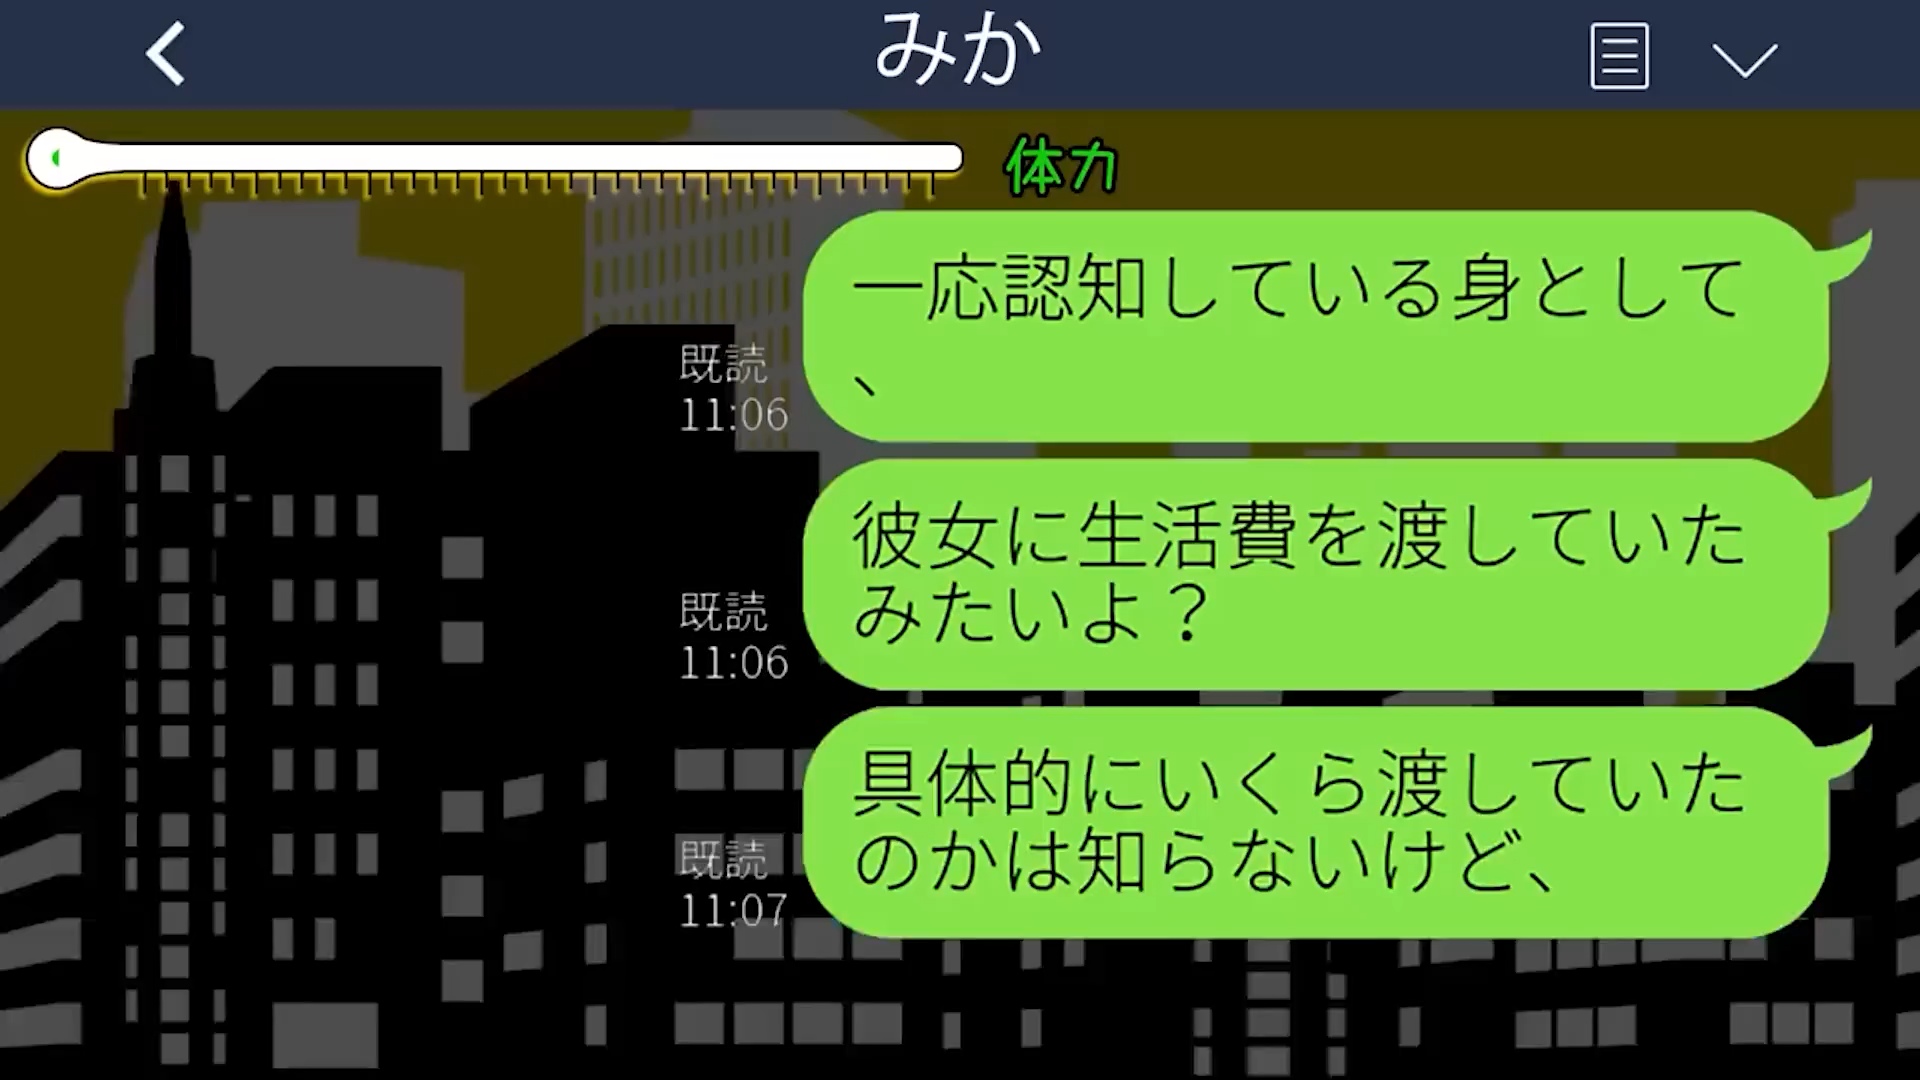 みか
体力
一応認知している身として
、
既読
11:06
彼女に生活費を渡していた
みたいよ？
既読
11:06
具体的にいくら渡していた
のかは知らないけど、
既読
11:07